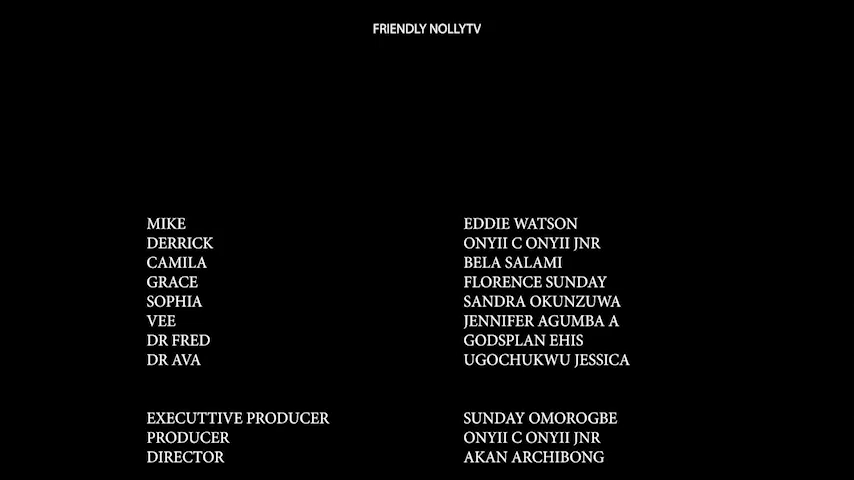 FRIENDLY NOLLYTV
MIKE EDDIE WATSON
DERRICK ONYII C ONYII JNR
CAMILA BELA SALAMI
GRACE FLORENCE SUNDAY
SOPHIA SANDRA OKUNZUWA
VEE JENNIFER AGUMBA A
DR FRED GODSPLAN EHIS
DR AVA UGOCHUKWU JESSICA
EXECUTTIVE PRODUCER SUNDAY OMOROGBE
PRODUCER ONYII C ONYII JNR
DIRECTOR AKAN ARCHIBONG